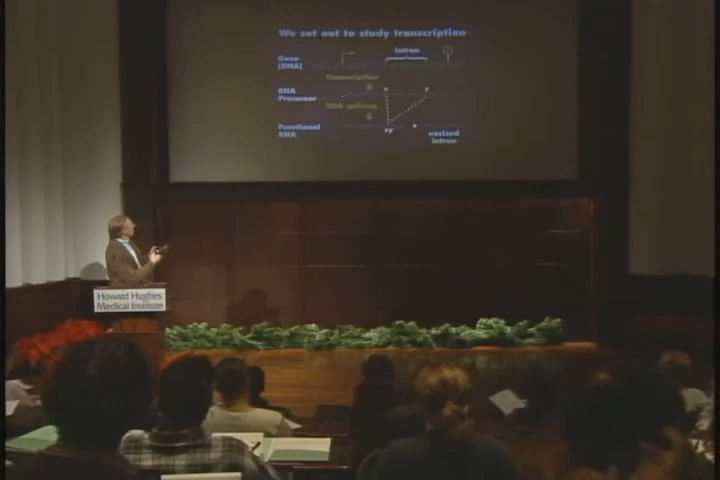 We set out to study transcription
Intron
Gene
(DNA)
Transcription
RNA
Precursor
x y
RNA splicing
Functional
RNA
xy
excised
intron
Howard Hughes
Medical Institute